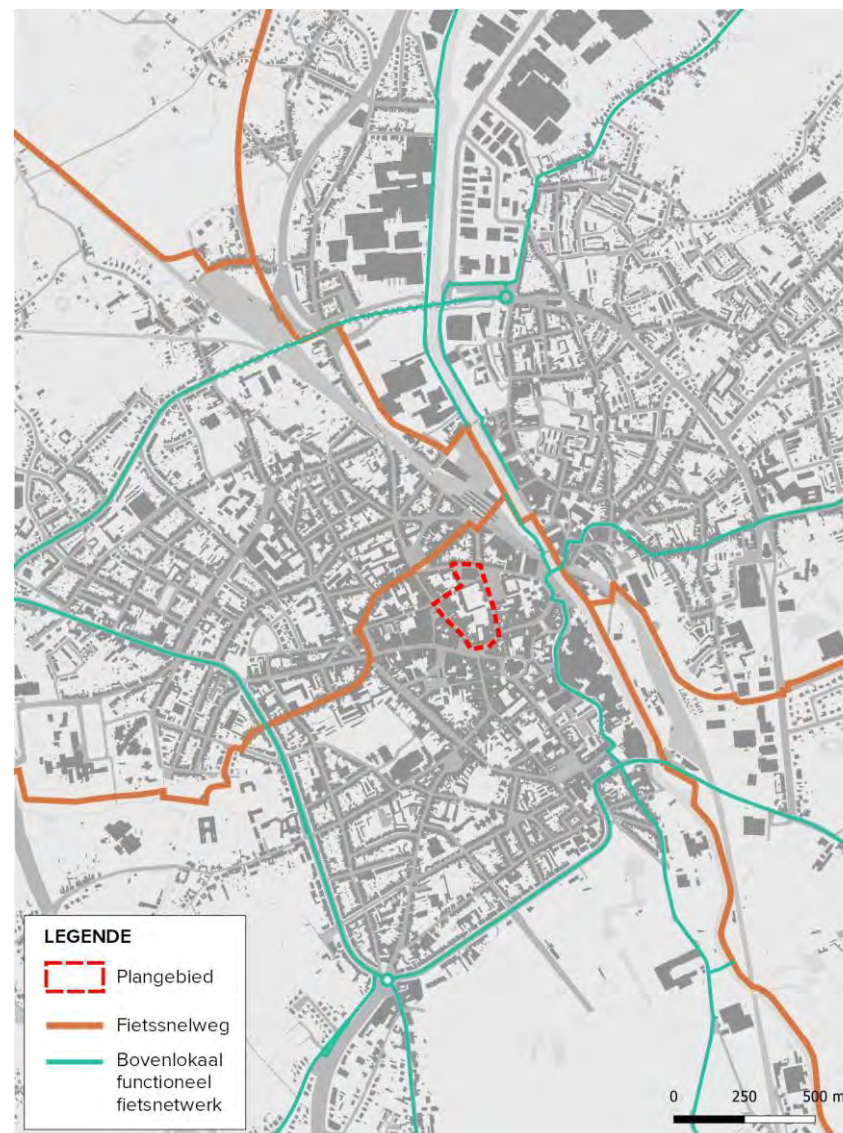 LEGENDE
Plangebied
Fietssnelweg
Bovenlokaal
functioneel
fietsnetwerk
0 250 500 m